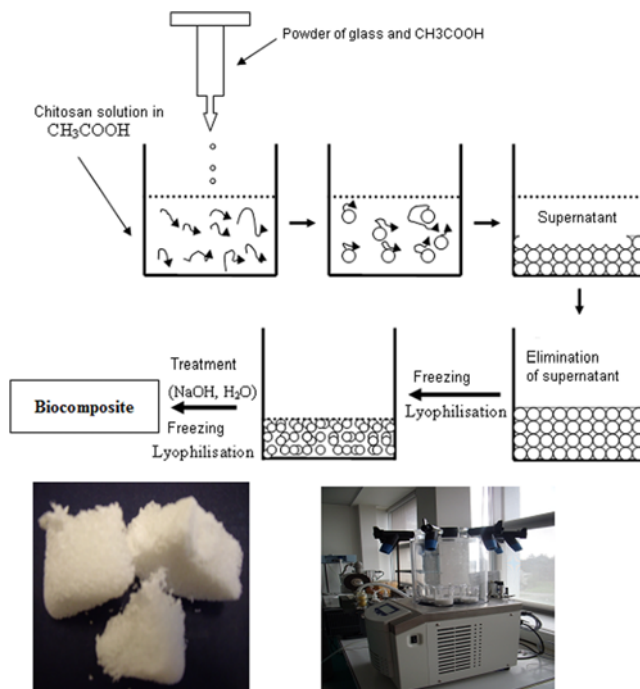 Powder of glass and CH3COOH
Chitosan solution in
CH₃COOH
Supernatant
Elimination
of supernatant
Freezing
Lyophilisation
Treatment
(NaOH, H₂O)
Freezing
Lyophilisation
Biocomposite